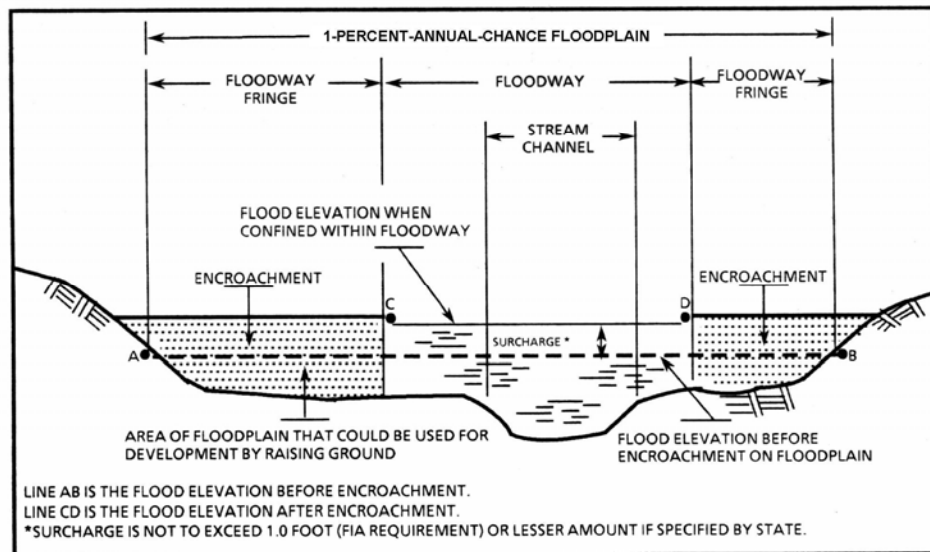 1-PERCENT-ANNUAL-CHANCE FLOODPLAIN
FLOODWAY
FRINGE
FLOODWAY
FLOODWAY
FRINGE
STREAM
CHANNEL
FLOOD ELEVATION WHEN
CONFINED WITHIN FLOODWAY
ENCROACHMENT
ENCROACHMENT
C
D
SURCHARGE *
A
B
AREA OF FLOODPLAIN THAT COULD BE USED FOR
DEVELOPMENT BY RAISING GROUND
FLOOD ELEVATION BEFORE
ENCROACHMENT ON FLOODPLAIN
LINE AB IS THE FLOOD ELEVATION BEFORE ENCROACHMENT.
LINE CD IS THE FLOOD ELEVATION AFTER ENCROACHMENT.
*SURCHARGE IS NOT TO EXCEED 1.0 FOOT (FIA REQUIREMENT) OR LESSER AMOUNT IF SPECIFIED BY STATE.